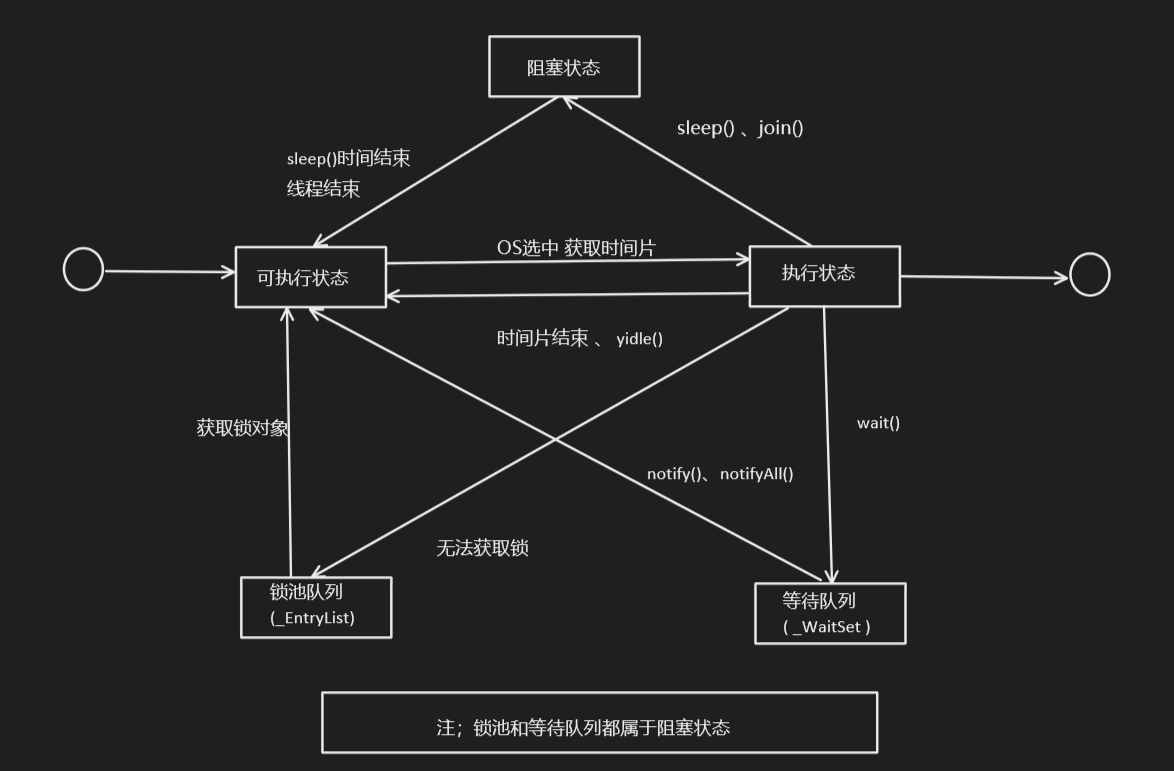 阻塞状态
sleep() 、join()
sleep()时间结束
线程结束
OS选中 获取时间片
可执行状态
执行状态
时间片结束 、 yidle()
获取锁对象
wait()
notify()、notifyAll()
无法获取锁
锁池队列
(_EntryList)
等待队列
( _WaitSet )
注；锁池和等待队列都属于阻塞状态